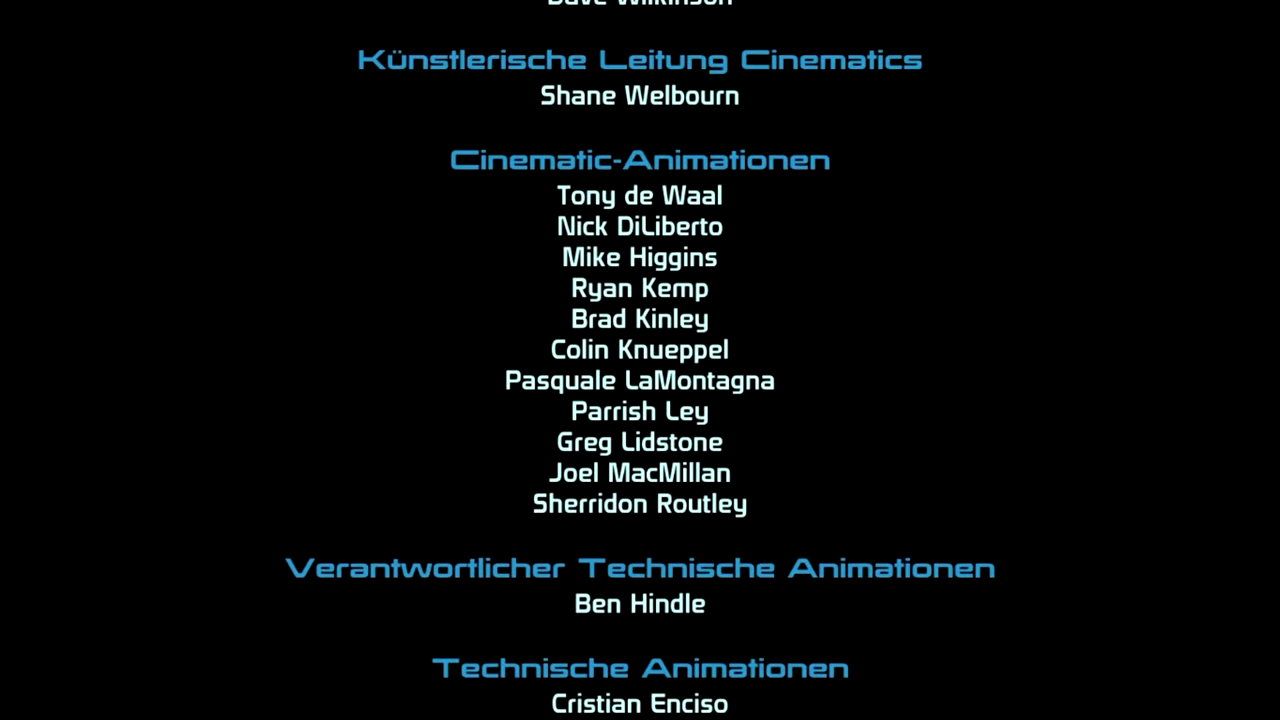 Dave Wilkinson
Künstlerische Leitung Cinematics
Shane Welbourn
Cinematic-Animationen
Tony de Waal
Nick DiLiberto
Mike Higgins
Ryan Kemp
Brad Kinley
Colin Knueppel
Pasquale LaMontagna
Parrish Ley
Greg Lidstone
Joel MacMillan
Sherridon Routley
Verantwortlicher Technische Animationen
Ben Hindle
Technische Animationen
Cristian Enciso